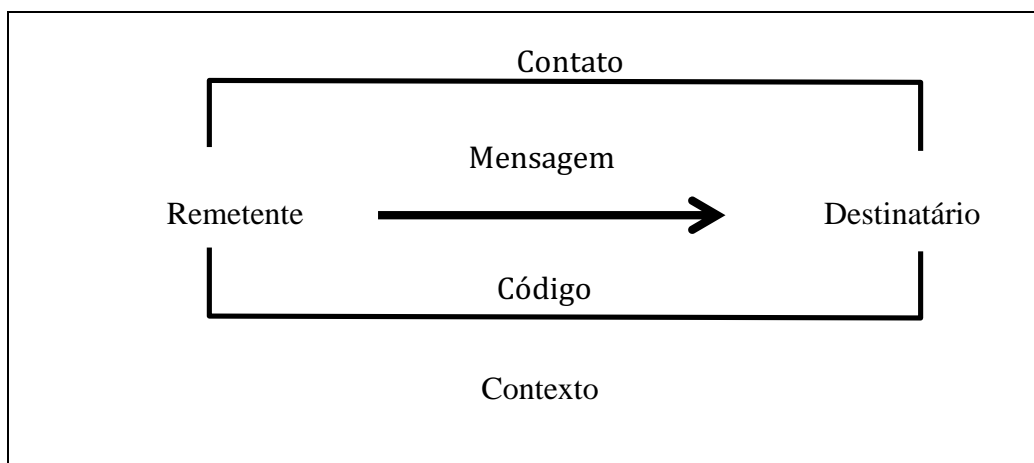 Contato
Mensagem
Remetente
Destinatário
Código
Contexto